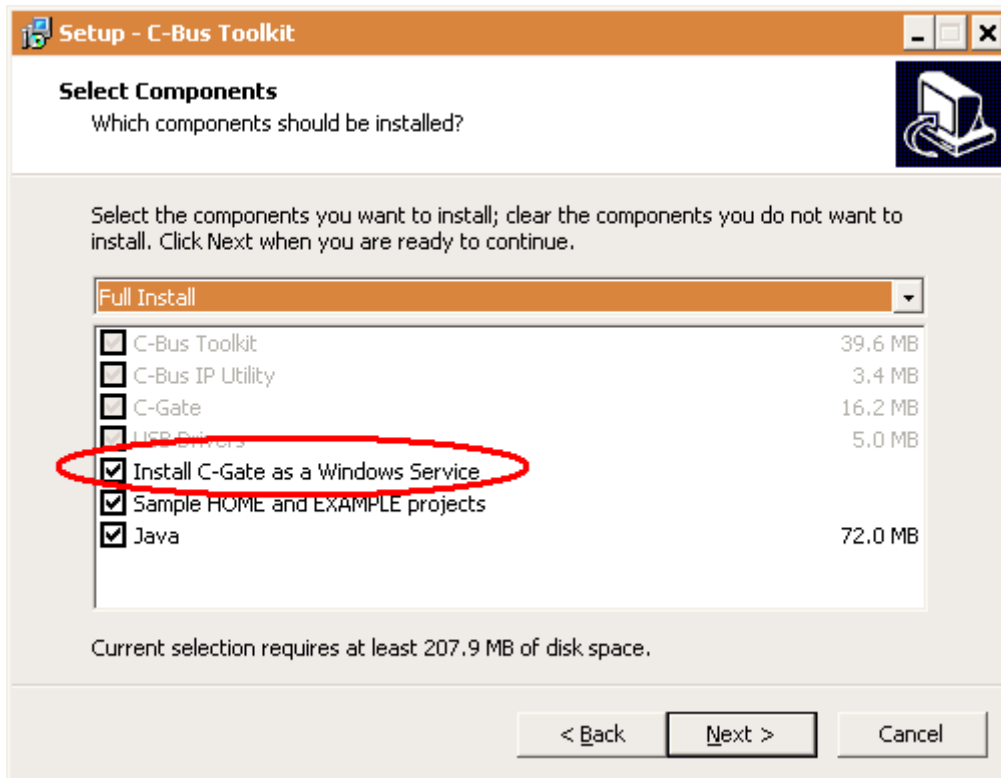 Setup - C-Bus Toolkit
Select Components
Which components should be installed?
Select the components you want to install; clear the components you do not want to
install. Click Next when you are ready to continue.
Full Install
C-Bus Toolkit 39.6 MB
C-Bus IP Utility 3.4 MB
C-Gate 16.2 MB
USB Drivers 5.0 MB
Install C-Gate as a Windows Service
Sample HOME and EXAMPLE projects
Java 72.0 MB
Current selection requires at least 207.9 MB of disk space.
< Back Next > Cancel